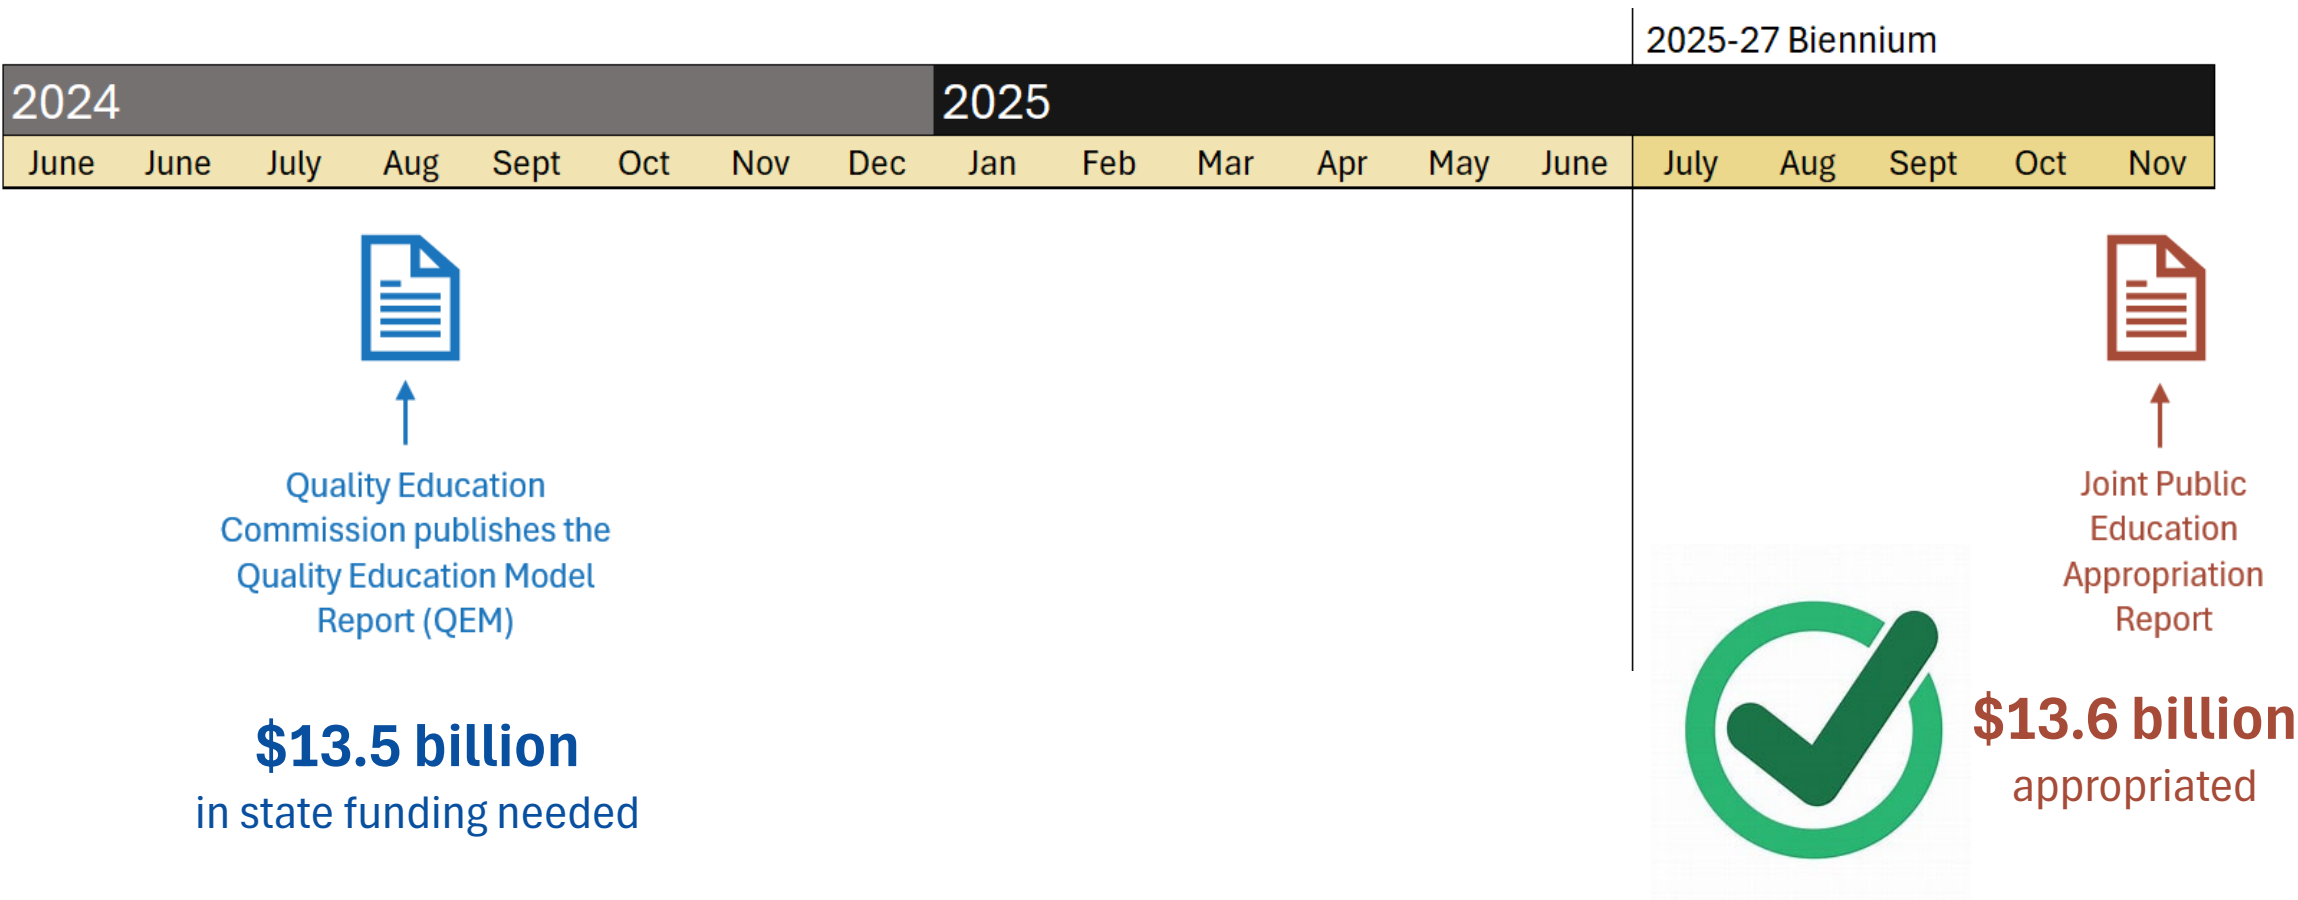 2025-27 Biennium
2024 2025
June June July Aug Sept Oct Nov Dec Jan Feb Mar Apr May June July Aug Sept Oct Nov
Quality Education
Commission publishes the
Quality Education Model
Report (QEM)
$13.5 billion
in state funding needed
Joint Public
Education
Appropriation
Report
$13.6 billion
appropriated